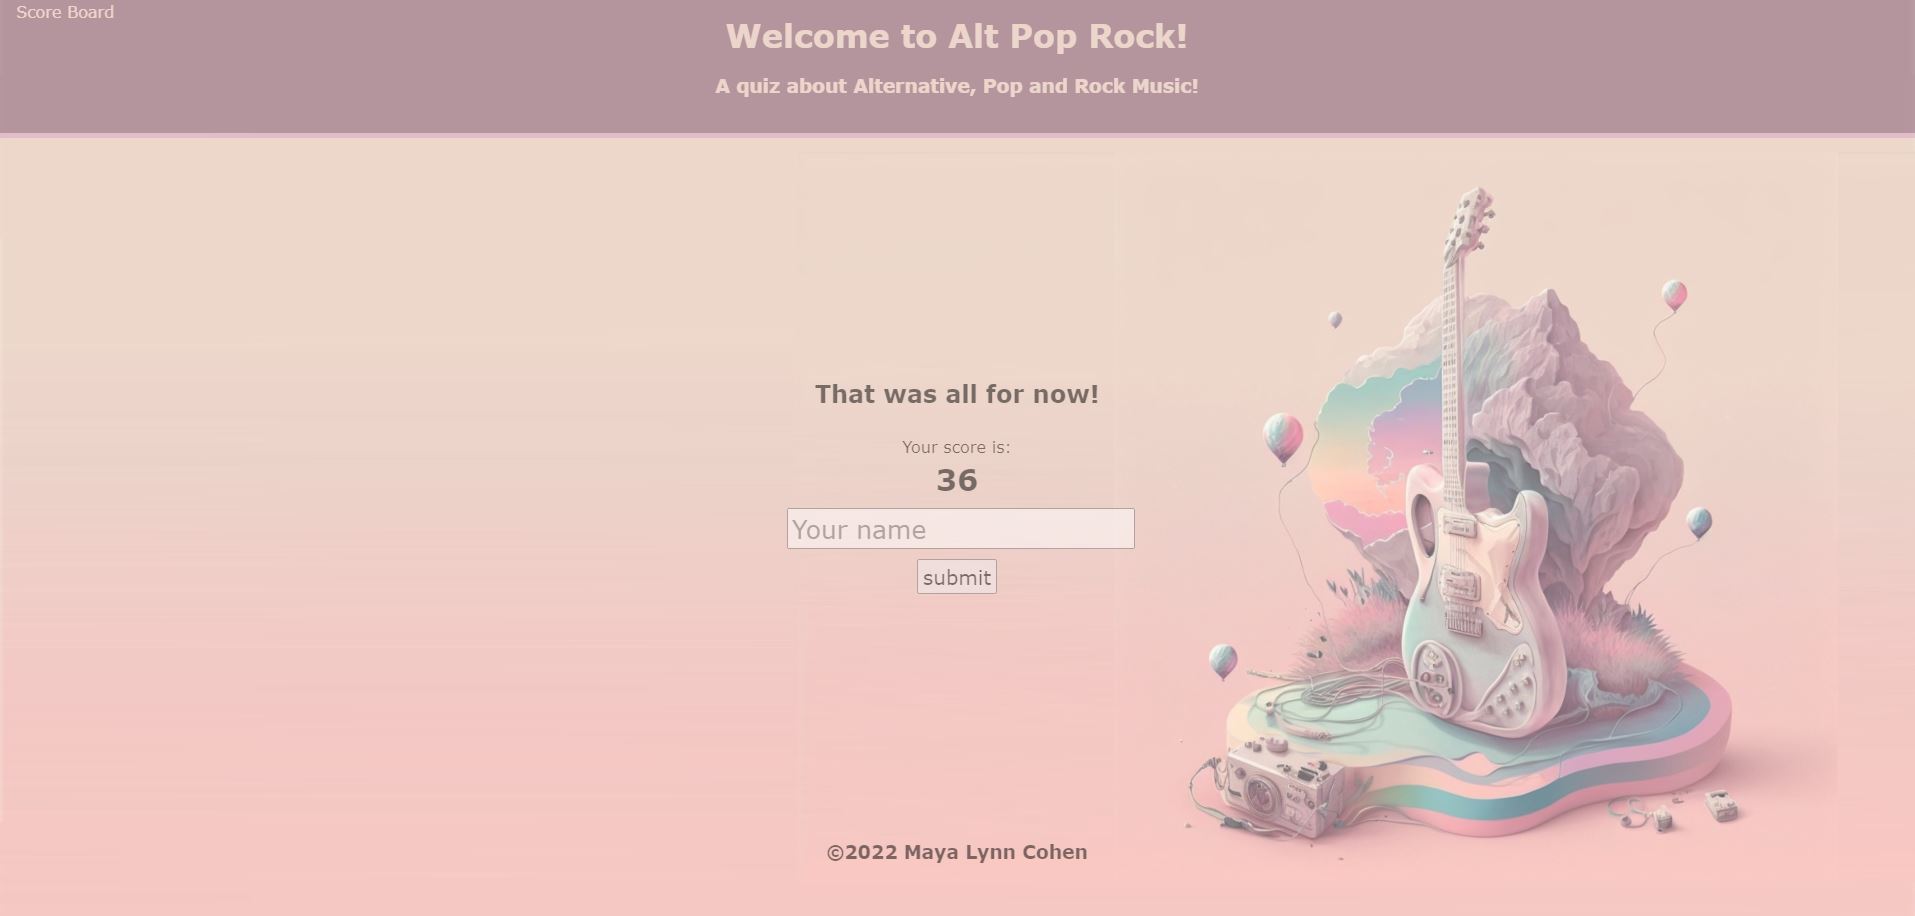 Score Board
Welcome to Alt Pop Rock!
A quiz about Alternative, Pop and Rock Music!
That was all for now!
Your score is:
36
Your name
submit
©2022 Maya Lynn Cohen